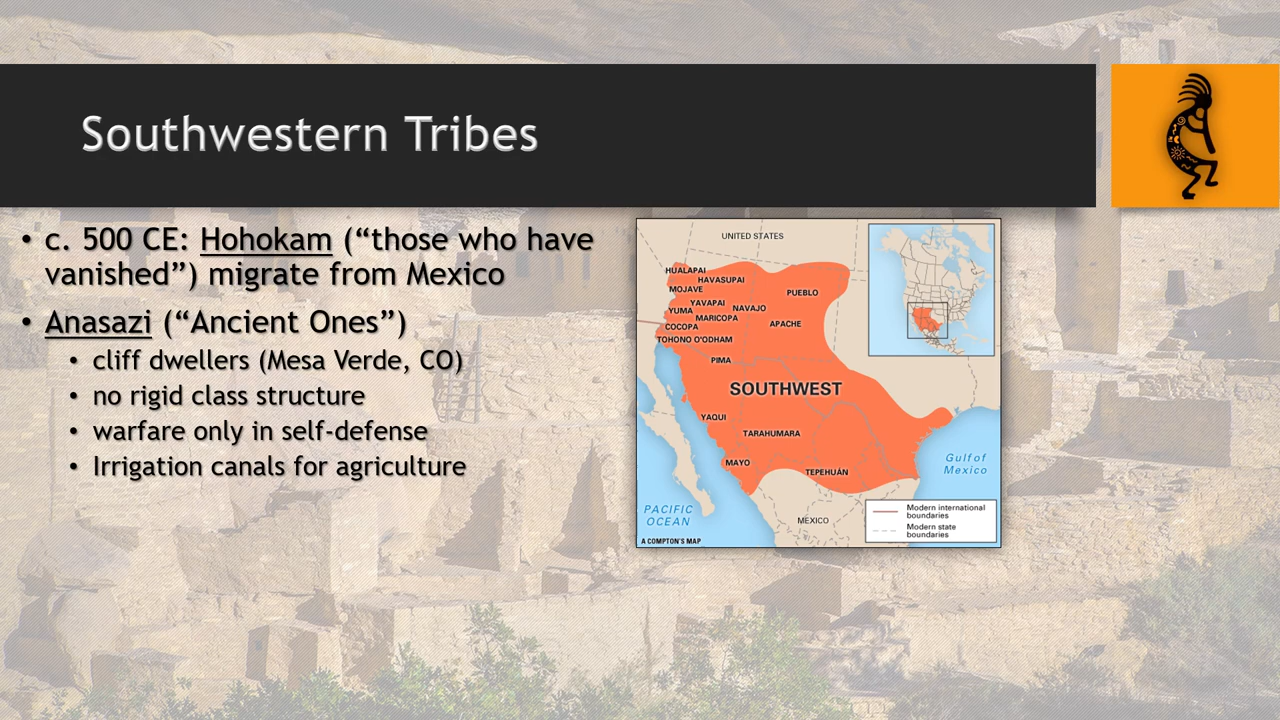 Southwestern Tribes
• c. 500 CE: Hohokam (“those who have
vanished”) migrate from Mexico
• Anasazi (“Ancient Ones”)
• cliff dwellers (Mesa Verde, CO)
• no rigid class structure
• warfare only in self-defense
• Irrigation canals for agriculture
UNITED STATES
HUALAPAI
HAVASUPAI
MOJAVE
PUEBLO
YAVAPAI
YUMA
NAVAJO
MARICOPA
COCOPA
APACHE
TOHONO O'ODHAM
PIMA
SOUTHWEST
YAQUI
TARAHUMARA
MAYO
TEPEHUÁN
Gulf of
Mexico
PACIFIC
OCEAN
MEXICO
A COMPTON'S MAP
Modern international
boundaries
Modern state
boundaries